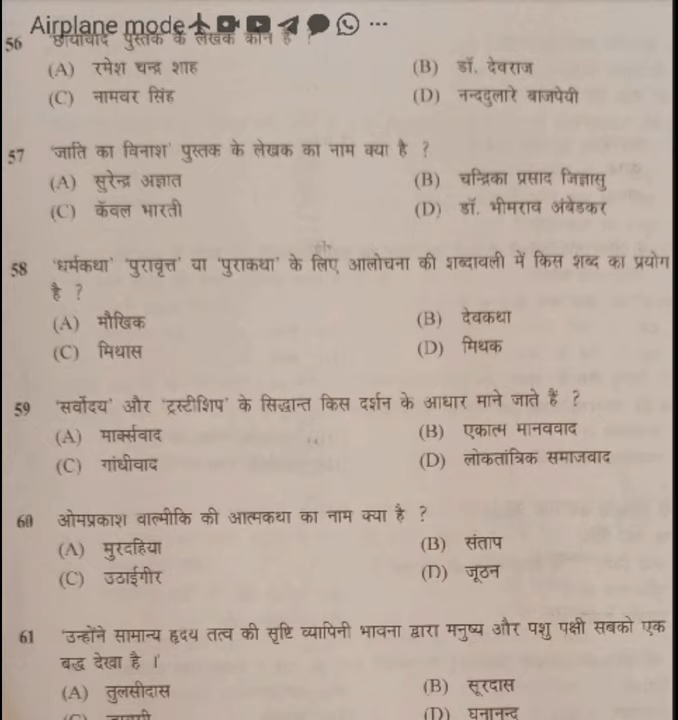 Airplane mode
56 छायावाद पुस्तक के लेखक कौन है ?
(A) रमेश चन्द्र शाह (B) डॉ. देवराज
(C) नामवर सिंह (D) नन्ददुलारे बाजपेयी
57 'जाति का विनाश' पुस्तक के लेखक का नाम क्या है ?
(A) सुरेन्द्र अज्ञात (B) चन्द्रिका प्रसाद जिज्ञासु
(C) कँवल भारती (D) डॉ. भीमराव अंबेडकर
58 'धर्मकथा' 'पुरावृत्त' या 'पुराकथा' के लिए आलोचना की शब्दावली में किस शब्द का प्रयोग
है ?
(A) मौखिक (B) देवकथा
(C) मिथास (D) मिथक
59 'सर्वोदय' और 'ट्रस्टीशिप' के सिद्धान्त किस दर्शन के आधार माने जाते हैं ?
(A) मार्क्सवाद (B) एकात्म मानववाद
(C) गांधीवाद (D) लोकतांत्रिक समाजवाद
60 ओमप्रकाश वाल्मीकि की आत्मकथा का नाम क्या है ?
(A) मुरदहिया (B) संताप
(C) उठाईगीर (D) जूठन
61 'उन्होंने सामान्य हृदय तत्व की सृष्टि व्यापिनी भावना द्वारा मनुष्य और पशु पक्षी सबको एक
बद्ध देखा है ।'
(A) तुलसीदास (B) सूरदास
(C) जायसी (D) घनानन्द